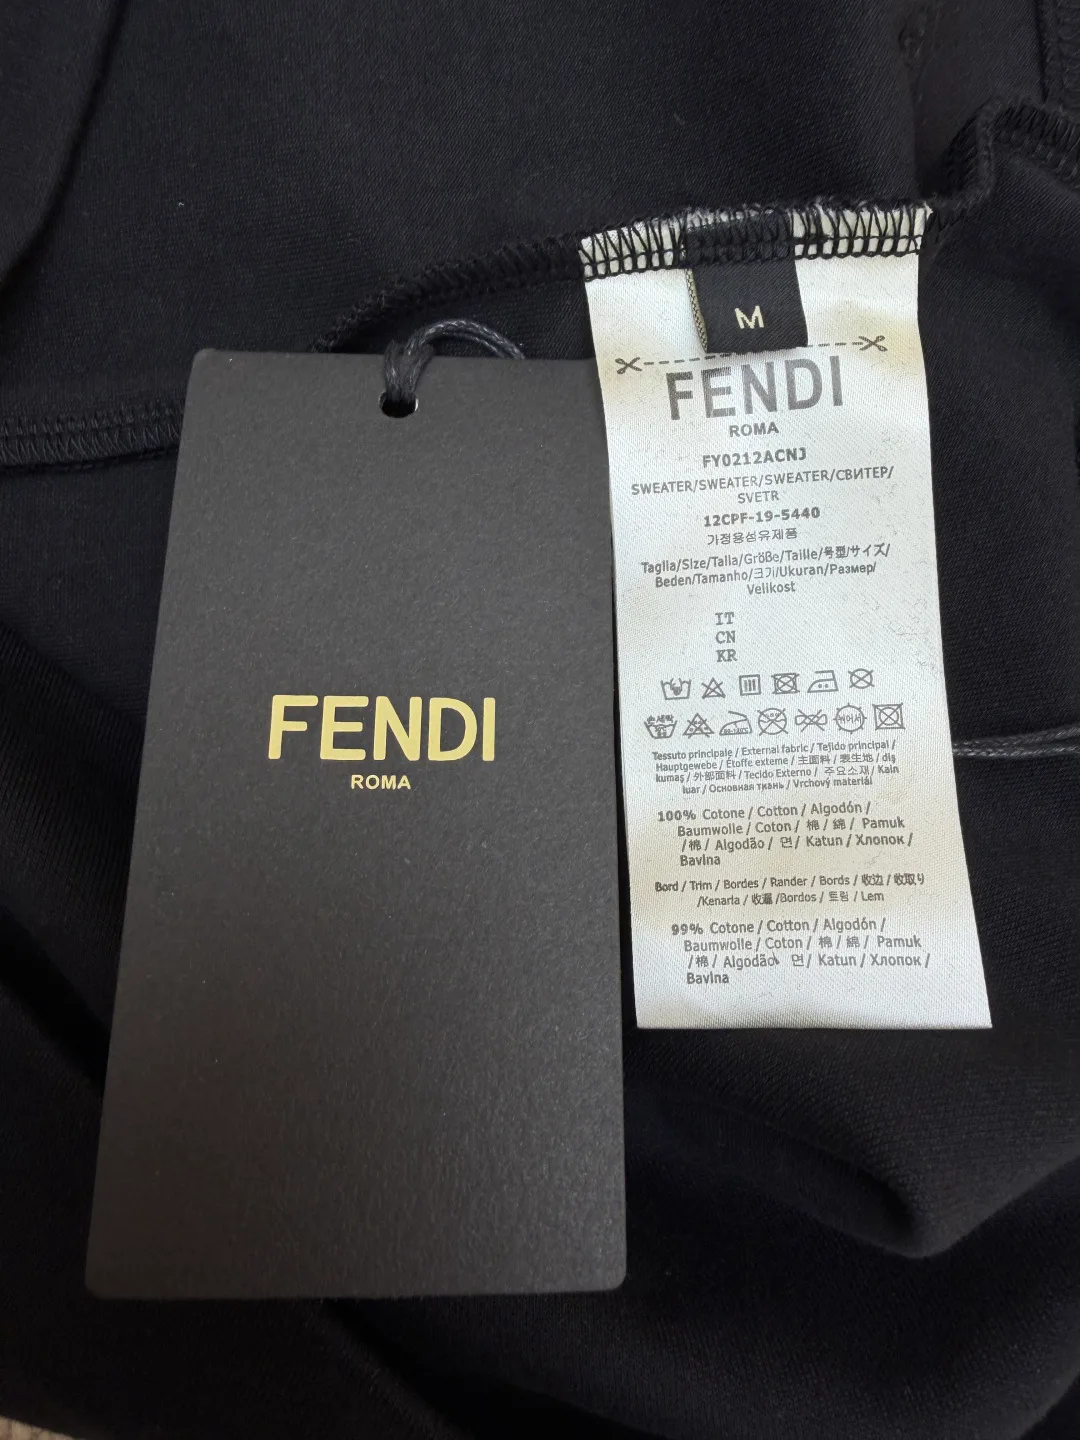 FENDI
ROMA
M
FENDI
ROMA
FY0212ACNJ
SWEATER/SWEATER/SWEATER/СВИТЕР/
SVETR
12CPF-19-5440
가정용섬유제품
Taglia/Size/Talla/Größe/Taille/号型/サイズ/
Beden/Tamanho/크기/Ukuran/Размер/
Velikost
IT
CN
KR
Tessuto principale / External fabric / Tejido principal /
Hauptgewebe / Étoffe externe / 主面料 / 表生地 / dış
kumaş / 外部面料 / Tecido Externo / 주요소재 / Kain
luar / Основная ткань / Vrchový materiál
100% Cotone / Cotton / Algodón /
Baumwolle / Coton / 棉 / 綿 / Pamuk
/ 棉 / Algodão / 면 / Katun / Хлопок /
Bavlna
Bord / Trim / Bordes / Rander / Bords / 收边 / 收取り
/Kenarla / 收邊 /Bordos / 트림 / Lem
99% Cotone / Cotton / Algodón /
Baumwolle / Coton / 棉 / 綿 / Pamuk
/ 棉 / Algodão 면 / Katun / Хлопок /
Bavlna